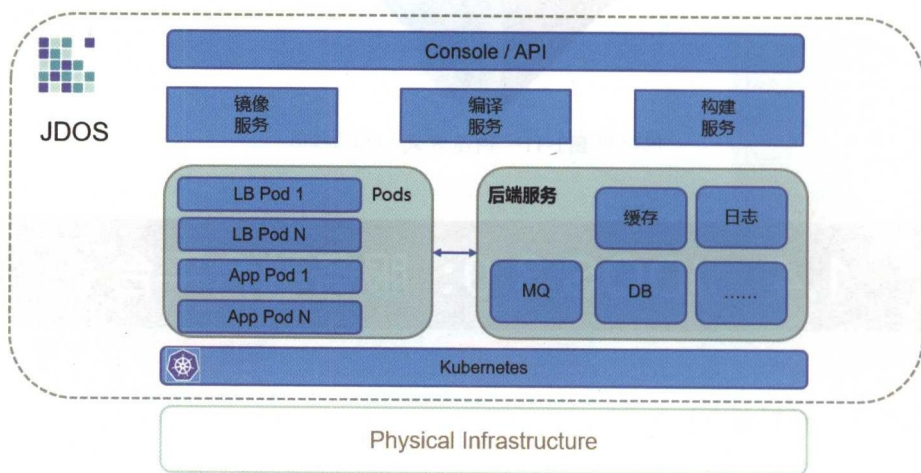 Console / API
JDOS
镜像
服务
编译
服务
构建
服务
LB Pod 1
Pods
LB Pod N
App Pod 1
App Pod N
后端服务
缓存
日志
MQ
DB
……
Kubernetes
Physical Infrastructure